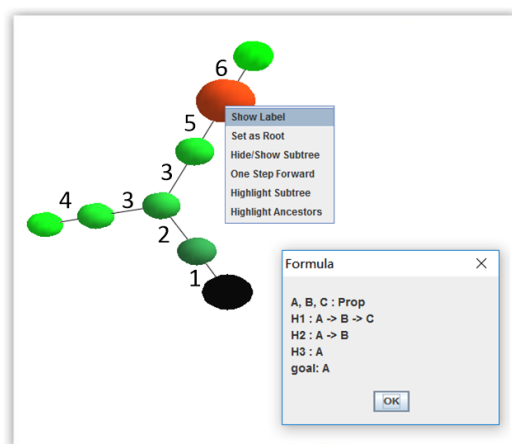 6
5
3
4
3
2
1
Show Label
Set as Root
Hide/Show Subtree
One Step Forward
Highlight Subtree
Highlight Ancestors
Formula
A, B, C : Prop
H1 : A -> B -> C
H2 : A -> B
H3 : A
goal: A
OK